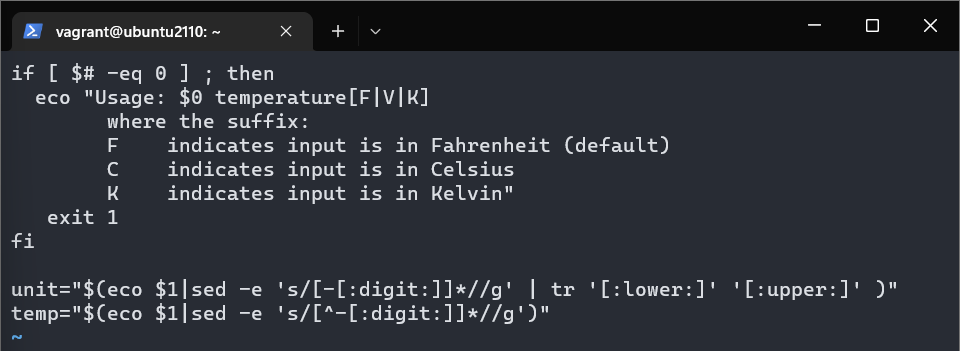 vagrant@ubuntu2110: ~
if [ $# -eq 0 ] ; then
  eco "Usage: $0 temperature[F|V|K]
        where the suffix:
        F    indicates input is in Fahrenheit (default)
        C    indicates input is in Celsius
        K    indicates input is in Kelvin"
   exit 1
fi

unit="$(eco $1|sed -e 's/[-[:digit:]]*//g' | tr '[:lower:]' '[:upper:]' )"
temp="$(eco $1|sed -e 's/[^-[:digit:]]*//g')"
~